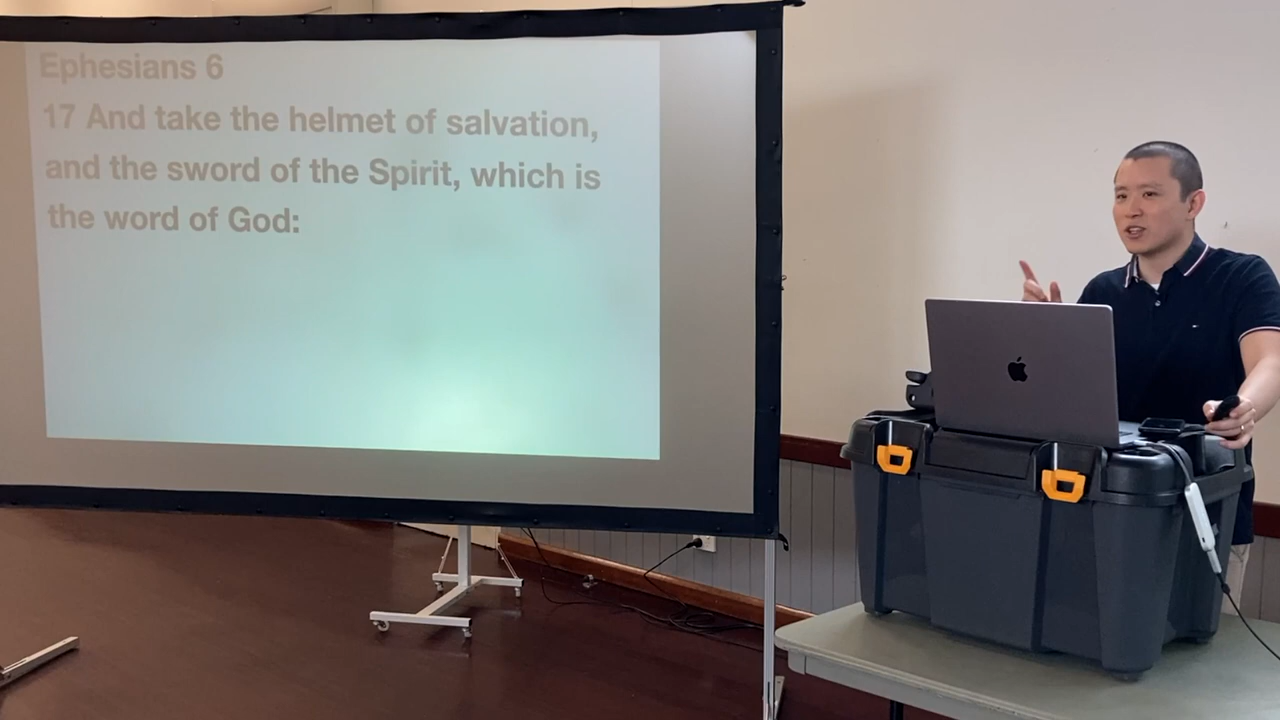 Ephesians 6
17 And take the helmet of salvation,
and the sword of the Spirit, which is
the word of God: